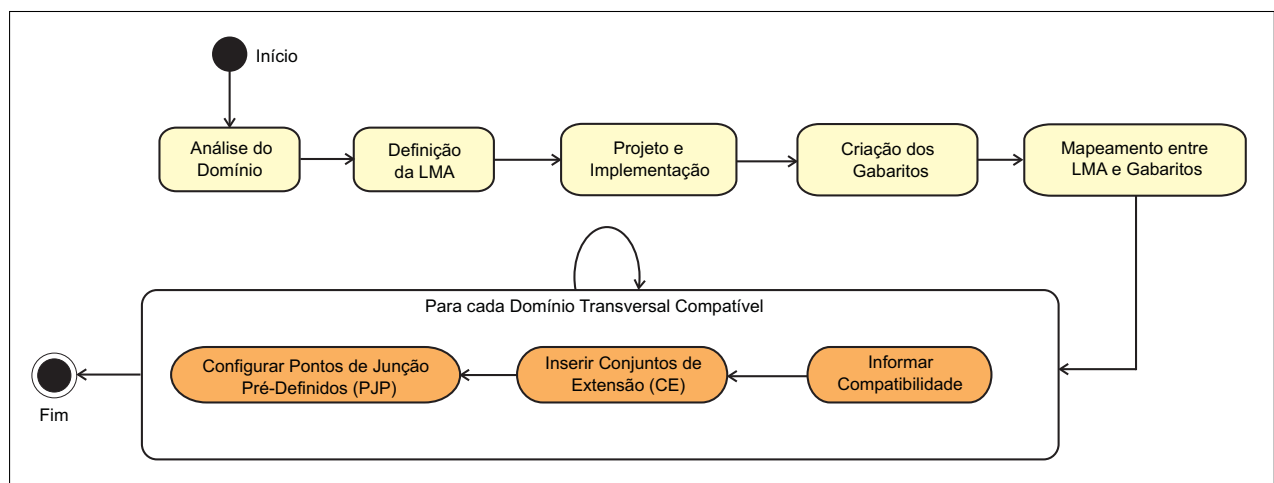 Início
Análise do
Domínio
Definição
da LMA
Projeto e
Implementação
Criação dos
Gabaritos
Mapeamento entre
LMA e Gabaritos
Para cada Domínio Transversal Compatível
Informar
Compatibilidade
Inserir Conjuntos de
Extensão (CE)
Configurar Pontos de Junção
Pré-Definidos (PJP)
Fim